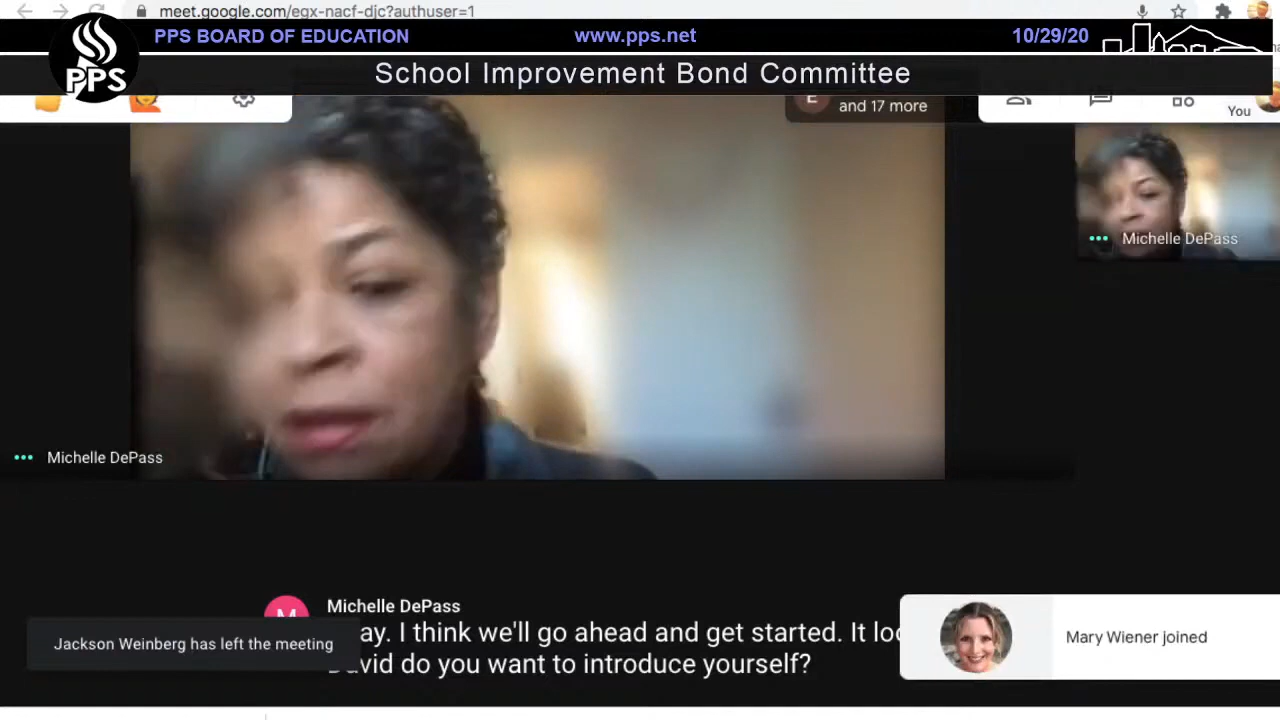 meet.google.com/egx-nacf-djc?authuser=1
PPS BOARD OF EDUCATION www.pps.net 10/29/20
PPS
School Improvement Bond Committee
E and 17 more
You
Michelle DePass
Michelle DePass
Michelle DePass
ay. I think we'll go ahead and get started. It loo
David do you want to introduce yourself?
Jackson Weinberg has left the meeting
Mary Wiener joined